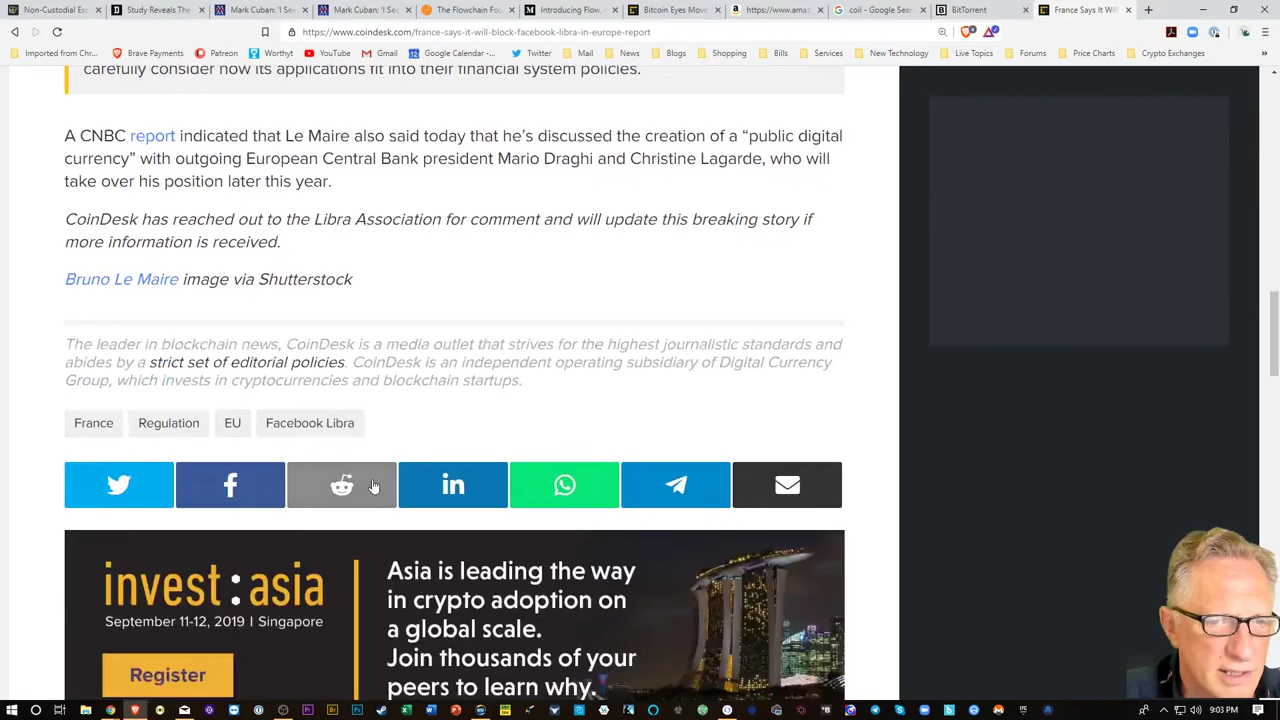 Non-Custodial Exc
Study Reveals The
Mark Cuban: 'I Se
Mark Cuban: 'I Se
The Flowchain Fou
Introducing Flow,
Bitcoin Eyes Move
https://www.amaz
coil - Google Sear
BitTorrent
France Says It Will
https://www.coindesk.com/france-says-it-will-block-facebook-libra-in-europe-report
Imported from Chr...
Brave Payments
Patreon
Worthyt
YouTube
Gmail
Google Calendar -...
Twitter
Mail
News
Blogs
Shopping
Bills
Services
New Technology
Live Topics
Forums
Price Charts
Crypto Exchanges
carefully consider how its applications fit into their financial system policies.
A CNBC report indicated that Le Maire also said today that he's discussed the creation of a “public digital
currency” with outgoing European Central Bank president Mario Draghi and Christine Lagarde, who will
take over his position later this year.
CoinDesk has reached out to the Libra Association for comment and will update this breaking story if
more information is received.
Bruno Le Maire image via Shutterstock
The leader in blockchain news, CoinDesk is a media outlet that strives for the highest journalistic standards and
abides by a strict set of editorial policies. CoinDesk is an independent operating subsidiary of Digital Currency
Group, which invests in cryptocurrencies and blockchain startups.
France
Regulation
EU
Facebook Libra
invest:asia
September 11-12, 2019 | Singapore
Register
Asia is leading the way
in crypto adoption on
a global scale.
Join thousands of your
peers to learn why.
9:03 PM